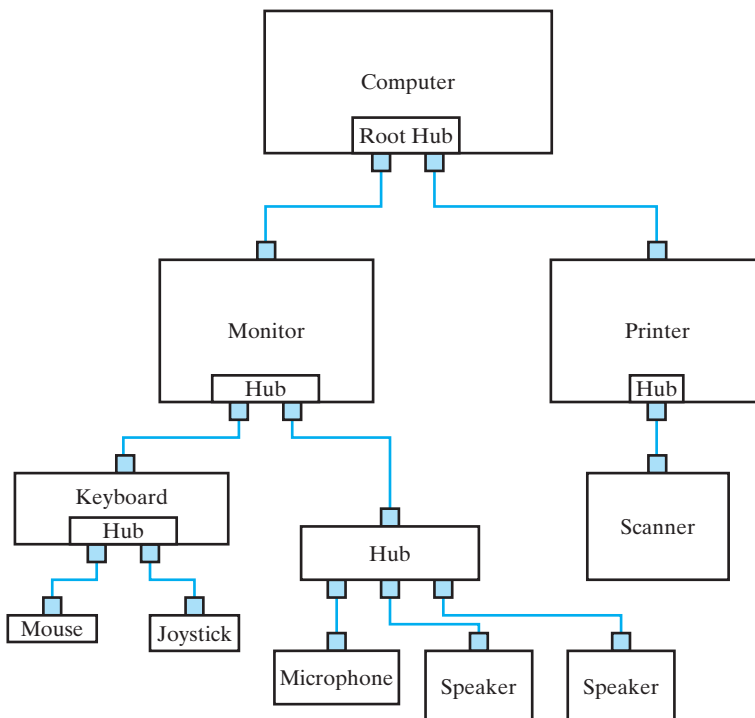 Computer
Root Hub
Monitor
Printer
Hub
Hub
Keyboard
Hub
Hub
Scanner
Mouse
Joystick
Microphone
Speaker
Speaker